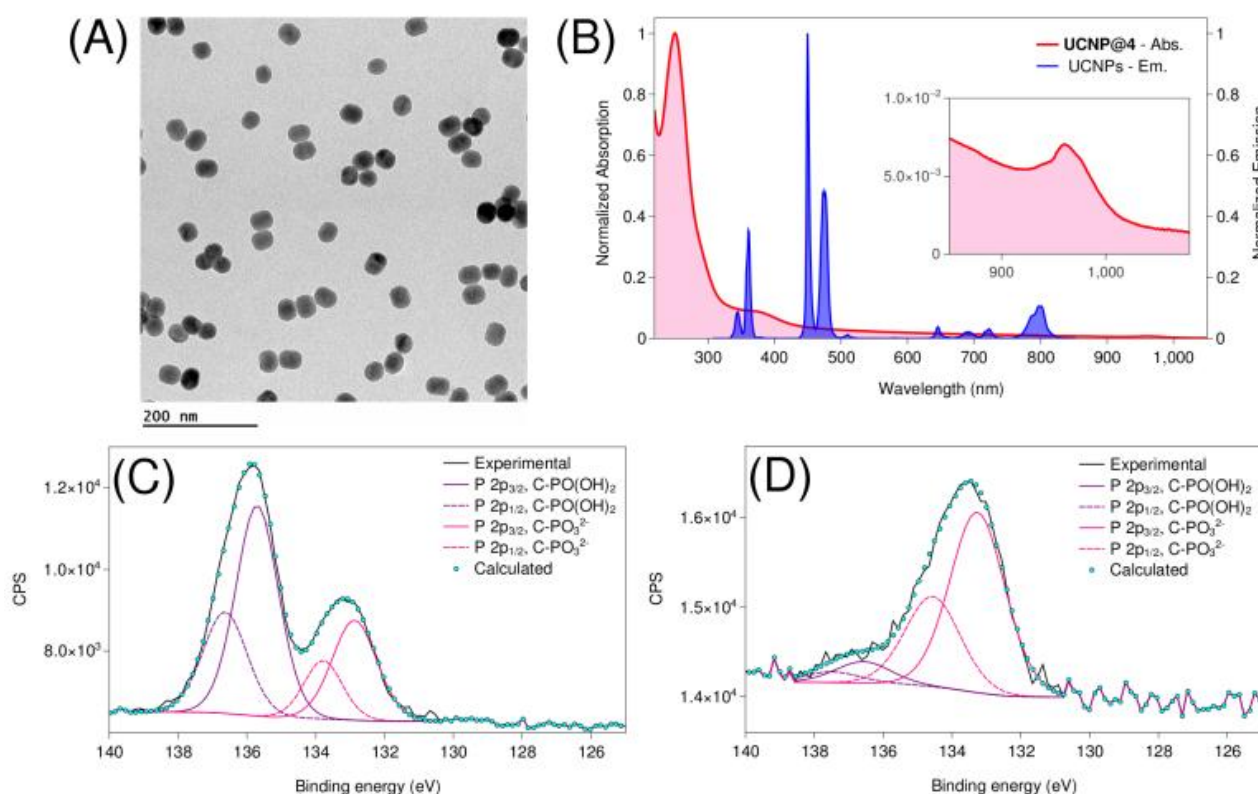 (A)
200 nm
(B)
UCNP@4 - Abs.
UCNPs - Em.
Normalized Absorption
1
0.8
0.6
0.4
0.2
0
1
0.8
0.6
0.4
0.2
0
Normalized Emission
1.0×10⁻²
5.0×10⁻³
0
900
1,000
300
400
500
600
700
800
900
1,000
Wavelength (nm)
(C)
Experimental
P 2p3/2, C-PO(OH)2
P 2p1/2, C-PO(OH)2
P 2p3/2, C-PO3²⁻
P 2p1/2, C-PO3²⁻
Calculated
CPS
1.2×10⁴
1.0×10⁴
8.0×10³
140
138
136
134
132
130
128
126
Binding energy (eV)
(D)
Experimental
P 2p3/2, C-PO(OH)2
P 2p1/2, C-PO(OH)2
P 2p3/2, C-PO3²⁻
P 2p1/2, C-PO3²⁻
Calculated
CPS
1.6×10⁴
1.5×10⁴
1.4×10⁴
140
138
136
134
132
130
128
126
Binding energy (eV)